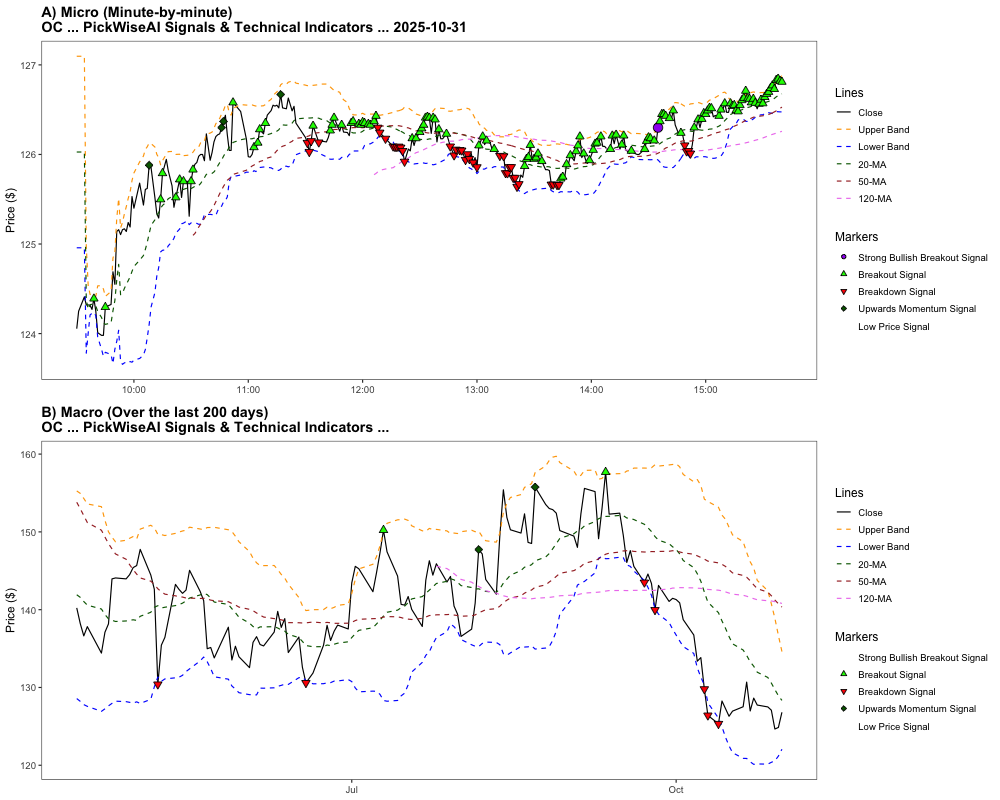 A) Micro (Minute-by-minute)
OC ... PickWiseAI Signals & Technical Indicators ... 2025-10-31
127
126
125
124
Price ($)
10:00 11:00 12:00 13:00 14:00 15:00
Lines
Close
Upper Band
Lower Band
20-MA
50-MA
120-MA
Markers
Strong Bullish Breakout Signal
Breakout Signal
Breakdown Signal
Upwards Momentum Signal
Low Price Signal
B) Macro (Over the last 200 days)
OC ... PickWiseAI Signals & Technical Indicators ...
160
150
140
130
120
Price ($)
Jul Oct
Lines
Close
Upper Band
Lower Band
20-MA
50-MA
120-MA
Markers
Strong Bullish Breakout Signal
Breakout Signal
Breakdown Signal
Upwards Momentum Signal
Low Price Signal